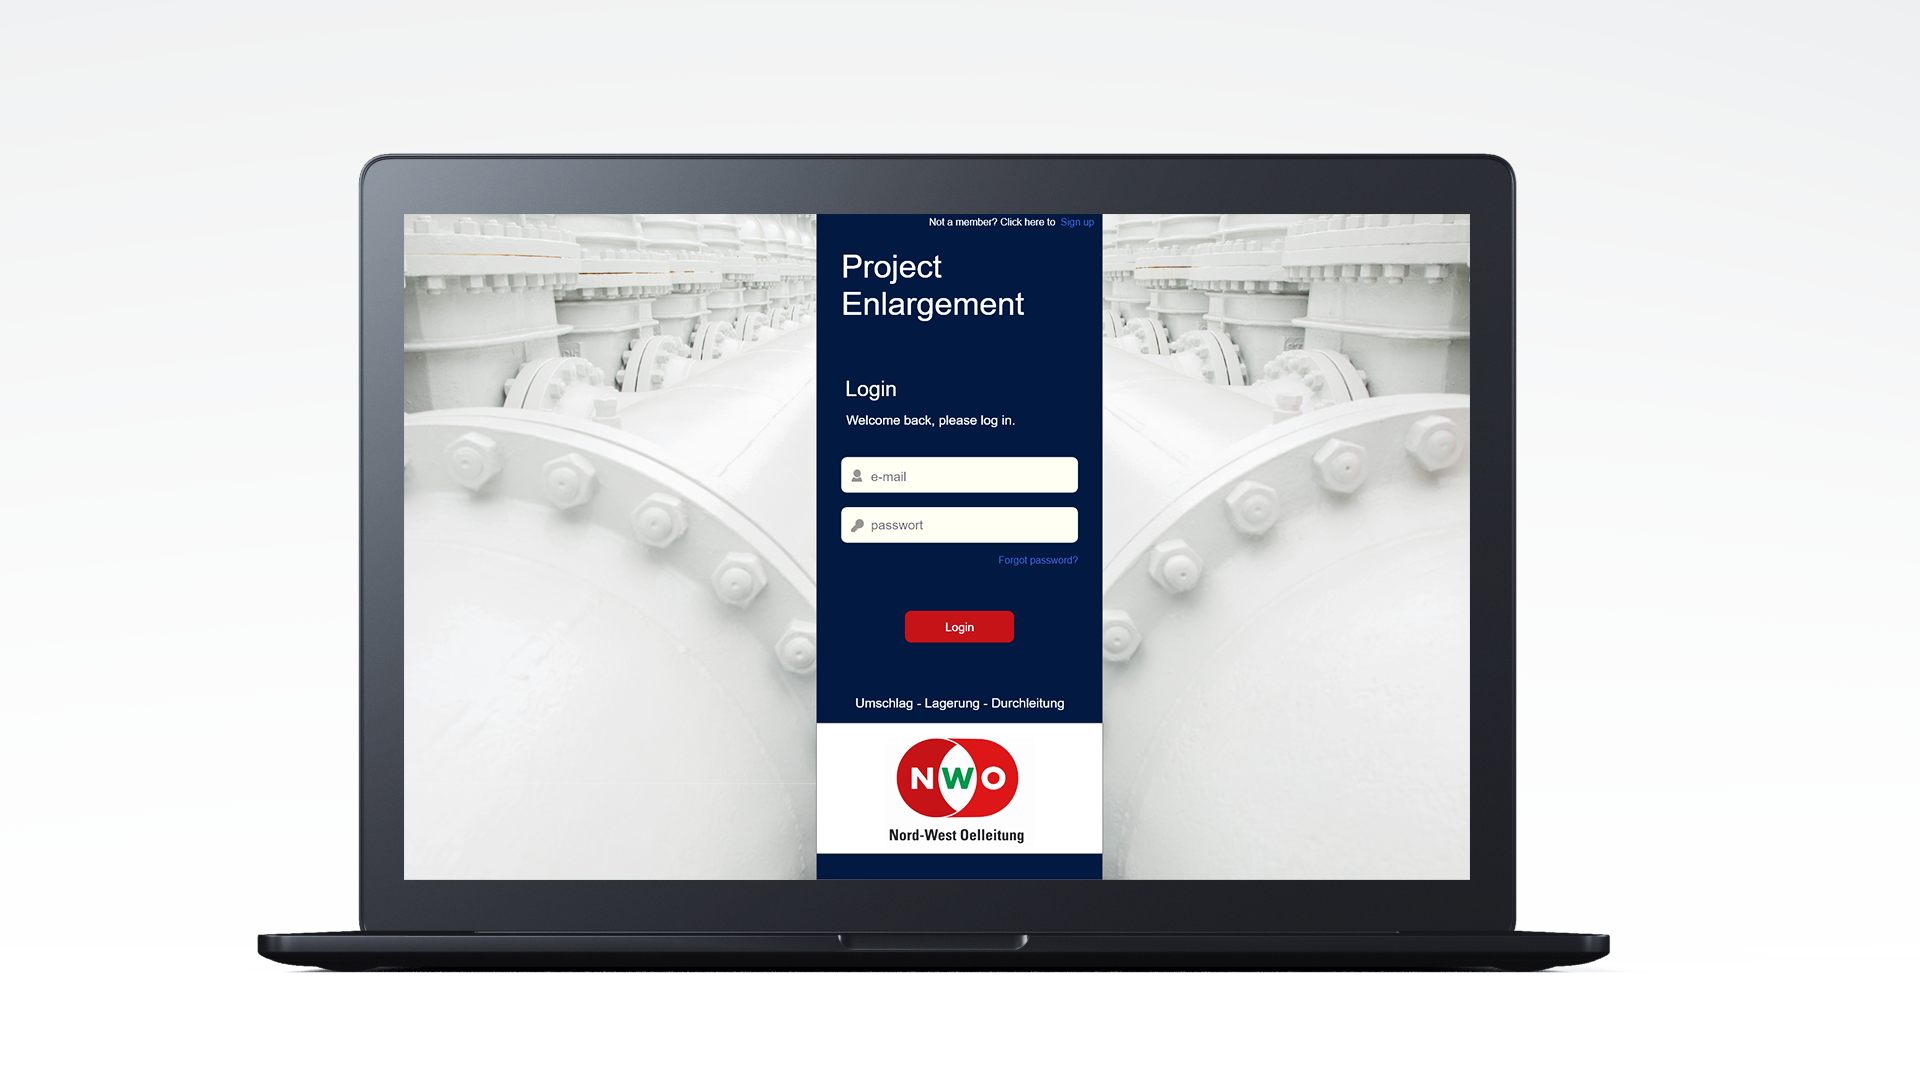 Not a member? Click here to Sign up
Project
Enlargement
Login
Welcome back, please log in.
e-mail
passwort
Forgot password?
Login
Umschlag - Lagerung - Durchleitung
NWO
Nord-West Oelleitung